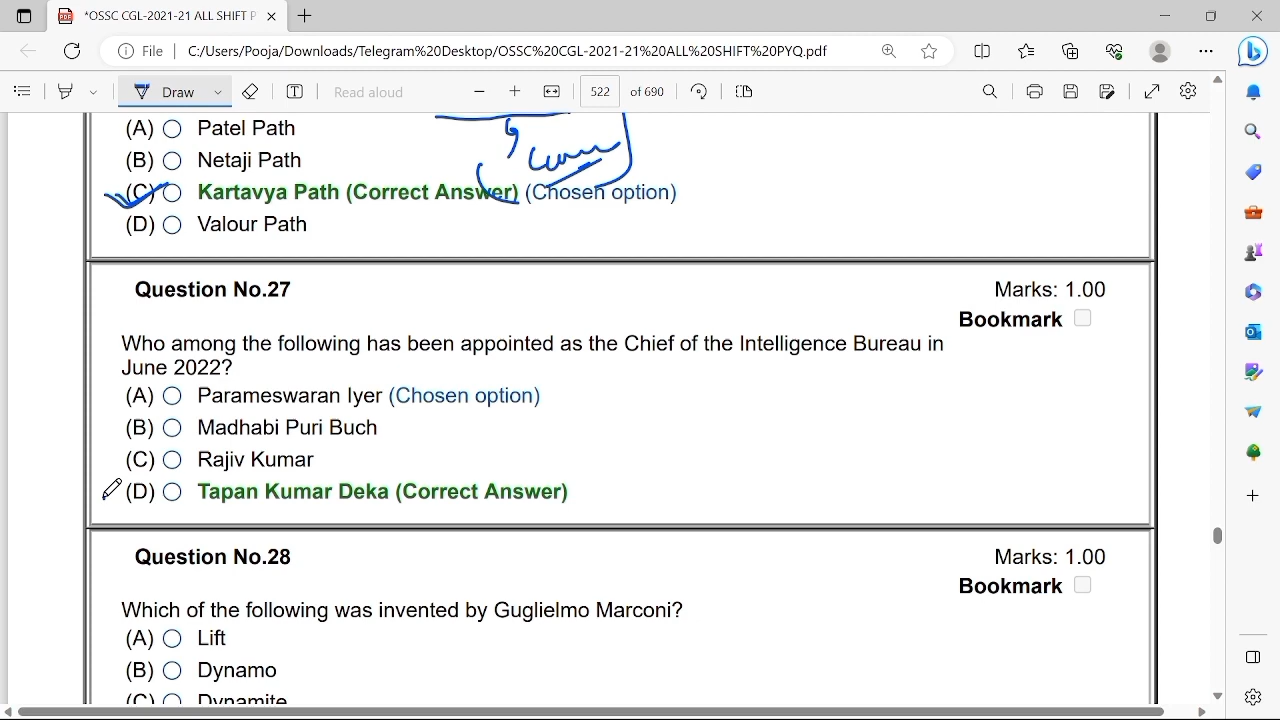 *OSSC CGL-2021-21 ALL SHIFT P
File
C:/Users/Pooja/Downloads/Telegram%20Desktop/OSSC%20CGL-2021-21%20ALL%20SHIFT%20PYQ.pdf
Draw
Read aloud
522 of 690
(A) Patel Path
(B) Netaji Path
(C) Kartavya Path (Correct Answer) (Chosen option)
(D) Valour Path
Question No.27 Marks: 1.00
Bookmark
Who among the following has been appointed as the Chief of the Intelligence Bureau in
June 2022?
(A) Parameswaran Iyer (Chosen option)
(B) Madhabi Puri Buch
(C) Rajiv Kumar
(D) Tapan Kumar Deka (Correct Answer)
Question No.28 Marks: 1.00
Bookmark
Which of the following was invented by Guglielmo Marconi?
(A) Lift
(B) Dynamo
(C) Dynamite